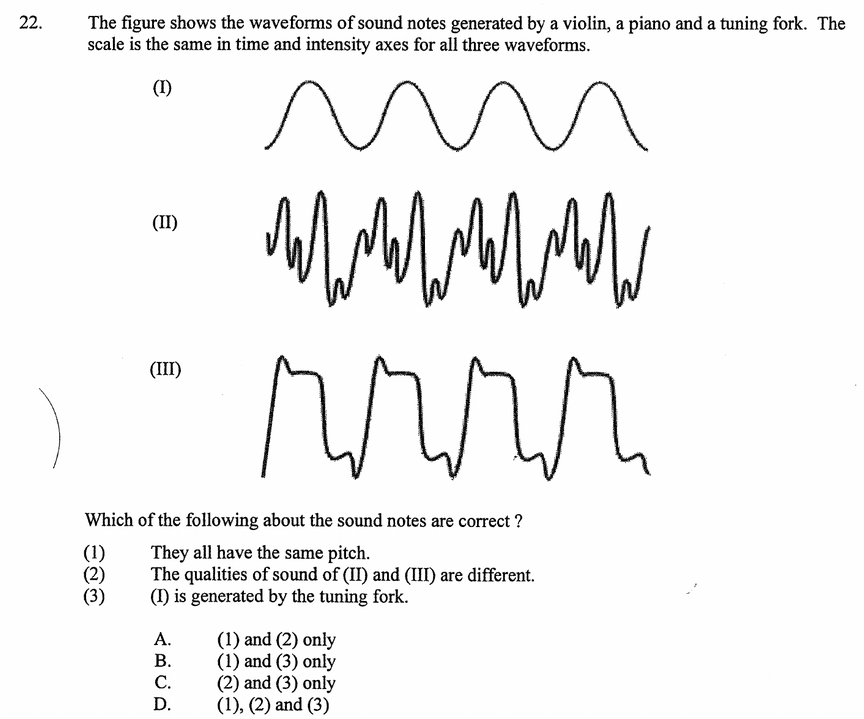 22. The figure shows the waveforms of sound notes generated by a violin, a piano and a tuning fork. The
scale is the same in time and intensity axes for all three waveforms.
(I)
(II)
(III)
Which of the following about the sound notes are correct ?
(1) They all have the same pitch.
(2) The qualities of sound of (II) and (III) are different.
(3) (I) is generated by the tuning fork.
A. (1) and (2) only
B. (1) and (3) only
C. (2) and (3) only
D. (1), (2) and (3)